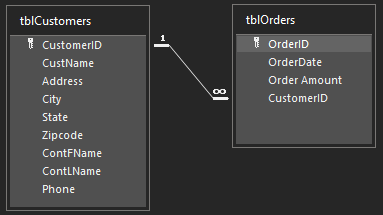 tblCustomers
CustomerID
CustName
Address
City
State
Zipcode
ContFName
ContLName
Phone
1
∞
tblOrders
OrderID
OrderDate
Order Amount
CustomerID